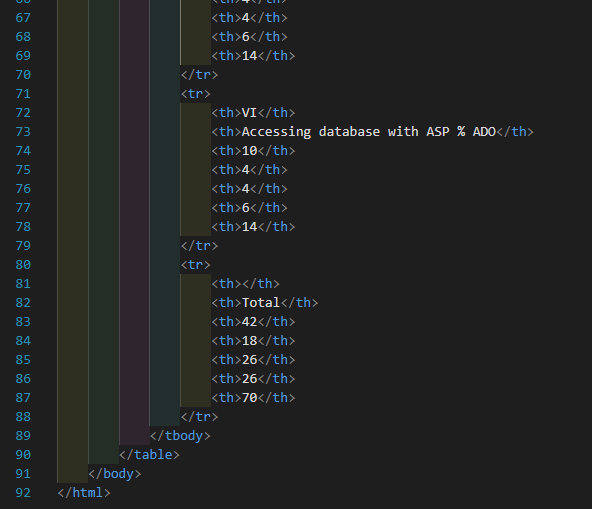 66 <th>4</th>
67 <th>4</th>
68 <th>6</th>
69 <th>14</th>
70 </tr>
71 <tr>
72 <th>VI</th>
73 <th>Accessing database with ASP % ADO</th>
74 <th>10</th>
75 <th>4</th>
76 <th>4</th>
77 <th>6</th>
78 <th>14</th>
79 </tr>
80 <tr>
81 <th></th>
82 <th>Total</th>
83 <th>42</th>
84 <th>18</th>
85 <th>26</th>
86 <th>26</th>
87 <th>70</th>
88 </tr>
89 </tbody>
90 </table>
91 </body>
92 </html>